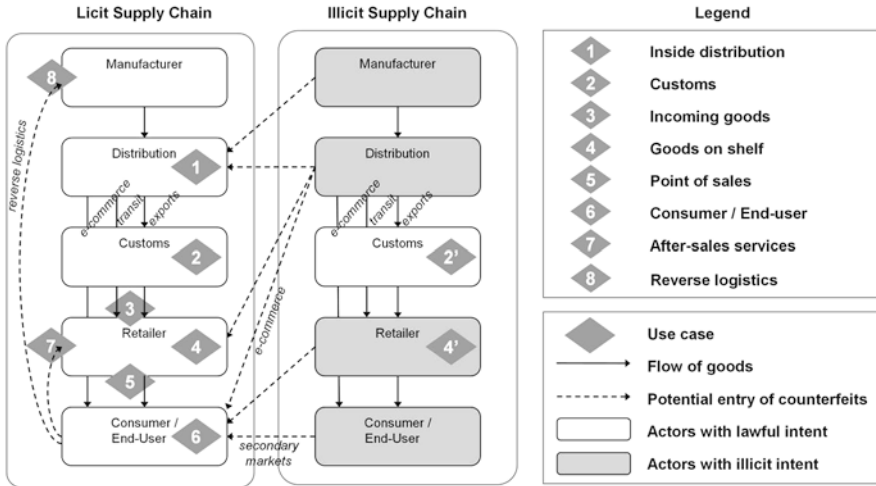 Licit Supply Chain
Illicit Supply Chain
Legend
Manufacturer
8
reverse logistics
Distribution
1
e-commerce
transit
exports
Customs
2
3
Retailer
7
4
5
Consumer /
End-User
6
Manufacturer
Distribution
e-commerce
transit
exports
Customs
2’
e-commerce
Retailer
4’
Consumer /
End-User
secondary
markets
1 Inside distribution
2 Customs
3 Incoming goods
4 Goods on shelf
5 Point of sales
6 Consumer / End-user
7 After-sales services
8 Reverse logistics
Use case
Flow of goods
Potential entry of counterfeits
Actors with lawful intent
Actors with illicit intent